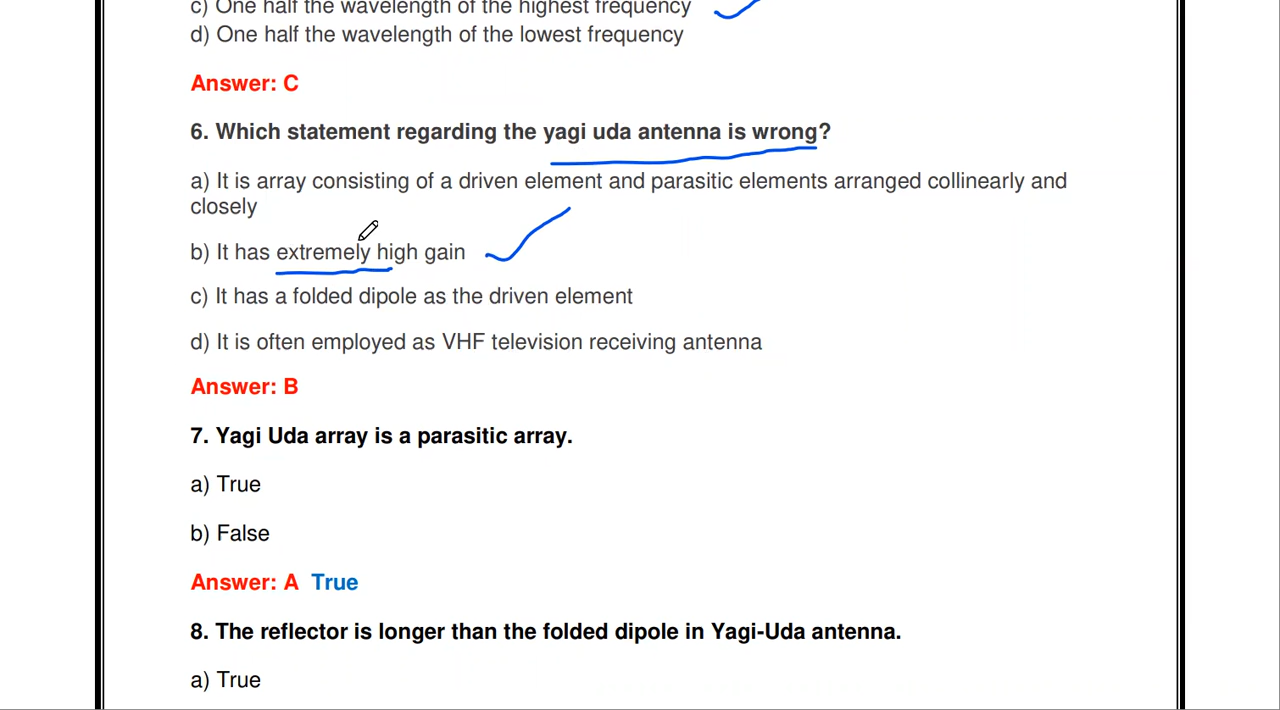 c) One half the wavelength of the highest frequency
d) One half the wavelength of the lowest frequency
Answer: C
6. Which statement regarding the yagi uda antenna is wrong?
a) It is array consisting of a driven element and parasitic elements arranged collinearly and
closely
b) It has extremely high gain
c) It has a folded dipole as the driven element
d) It is often employed as VHF television receiving antenna
Answer: B
7. Yagi Uda array is a parasitic array.
a) True
b) False
Answer: A True
8. The reflector is longer than the folded dipole in Yagi-Uda antenna.
a) True